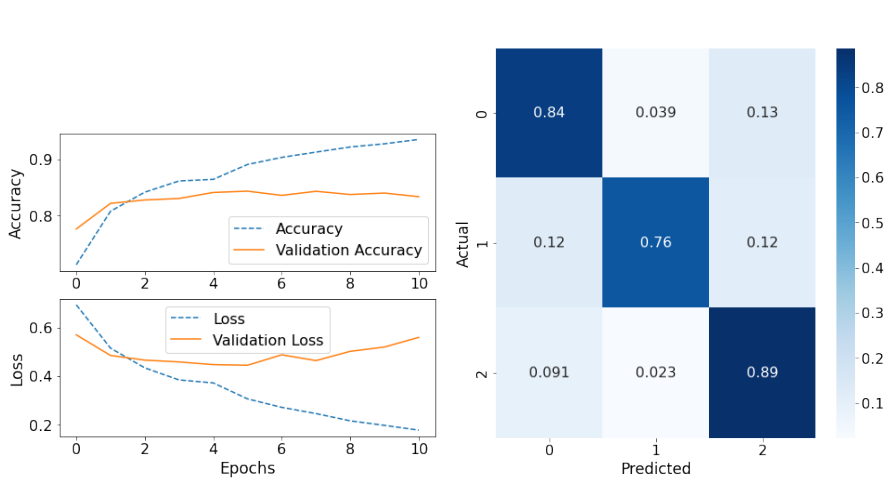 0.9
0.8
Accuracy
Accuracy
Validation Accuracy
0 2 4 6 8 10
0.6
0.4
0.2
Loss
Loss
Validation Loss
0 2 4 6 8 10
Epochs
0 0.84 0.039 0.13
1 0.12 0.76 0.12
2 0.091 0.023 0.89
Actual
0 1 2
Predicted
0.8
0.7
0.6
0.5
0.4
0.3
0.2
0.1